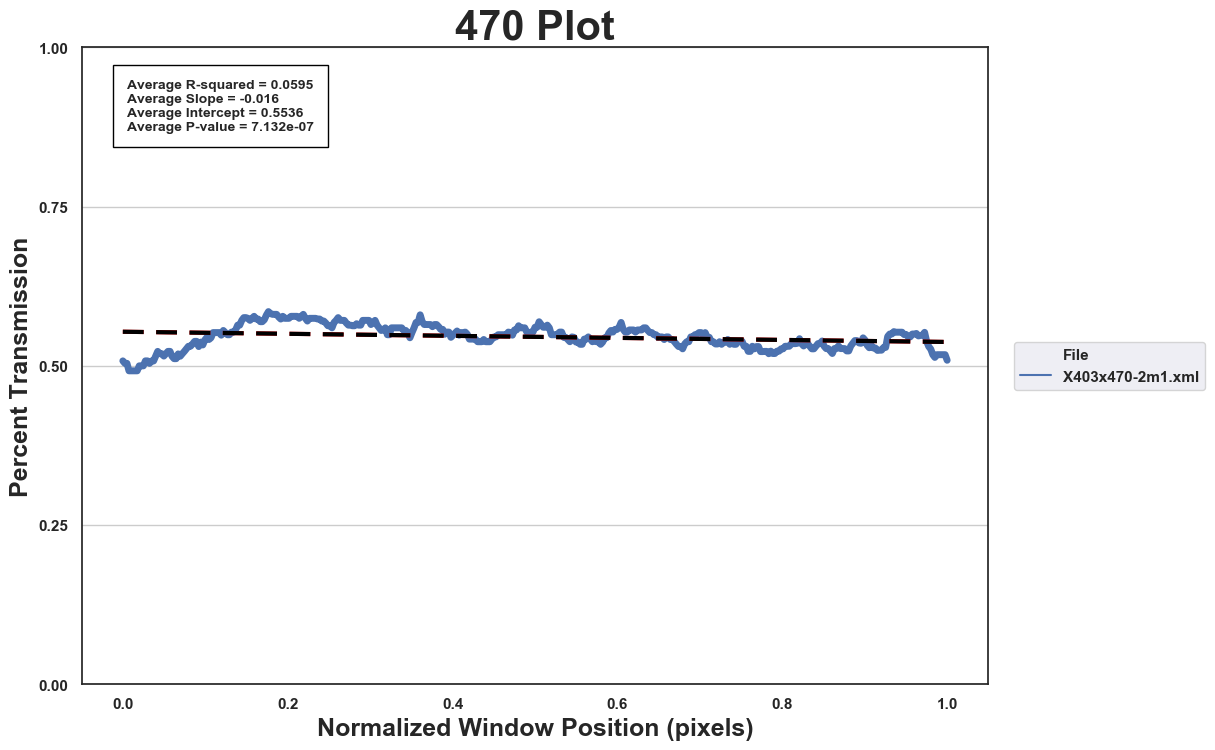 470 Plot
1.00
Average R-squared = 0.0595
Average Slope = -0.016
Average Intercept = 0.5536
Average P-value = 7.132e-07
0.75
0.50
0.25
0.00
Percent Transmission
File
X403x470-2m1.xml
0.0 0.2 0.4 0.6 0.8 1.0
Normalized Window Position (pixels)